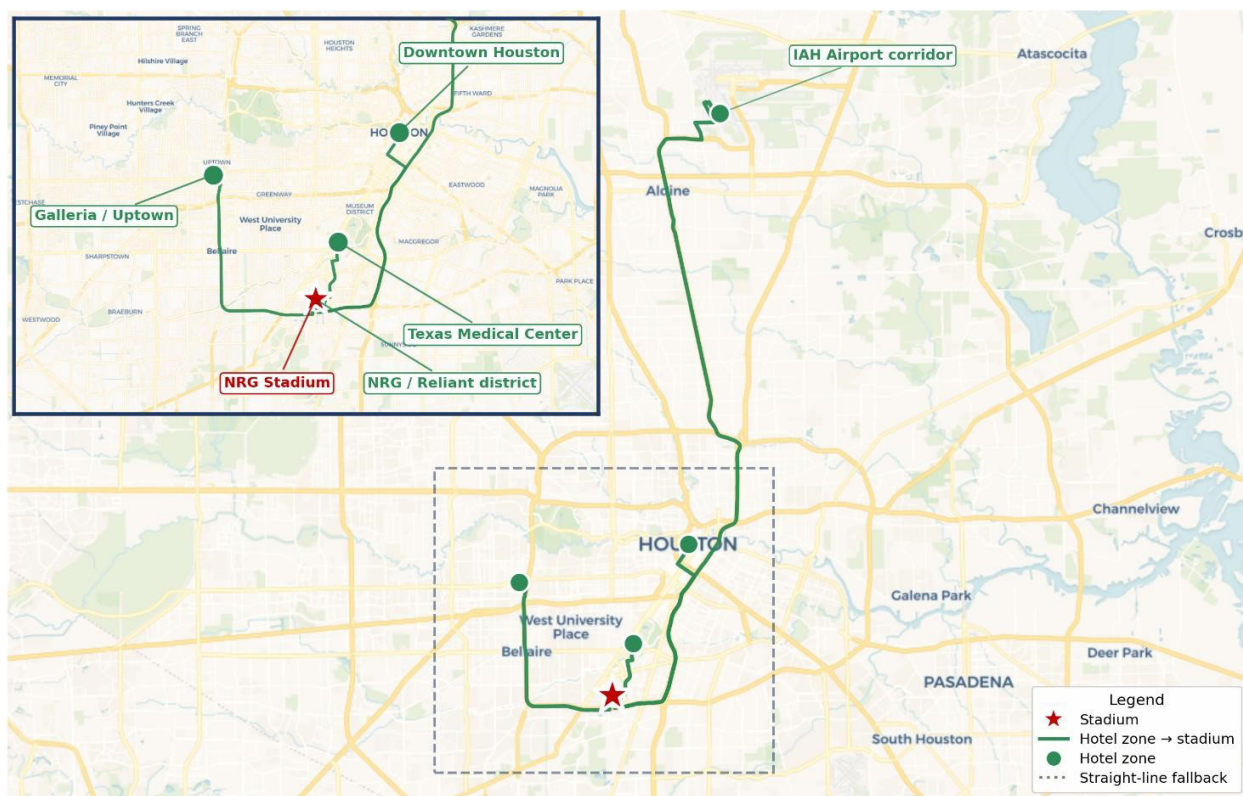 SPRING
BRANCH
EAST
HOUSTON
HEIGHTS
KASHMERE
GARDENS
Hilshire Village
Downtown Houston
MEMORIAL
CITY
Hunters Creek
Village
FIFTH WARD
Piney Point
Village
UPTOWN
GREENWAY
EASTWOOD
MAGNOLIA
PARK
Galleria / Uptown
MUSEUM
DISTRICT
West University
Place
MACGREGOR
Bellaire
SHARPSTOWN
PARK PLACE
BRAEBURN
WESTWOOD
Texas Medical Center
NRG Stadium
NRG / Reliant district
IAH Airport corridor
Atascocita
Aldine
HOUSTON
Channelview
Galena Park
West University
Place
Bellaire
Deer Park
PASADENA
South Houston
Legend
Stadium
Hotel zone → stadium
Hotel zone
Straight-line fallback